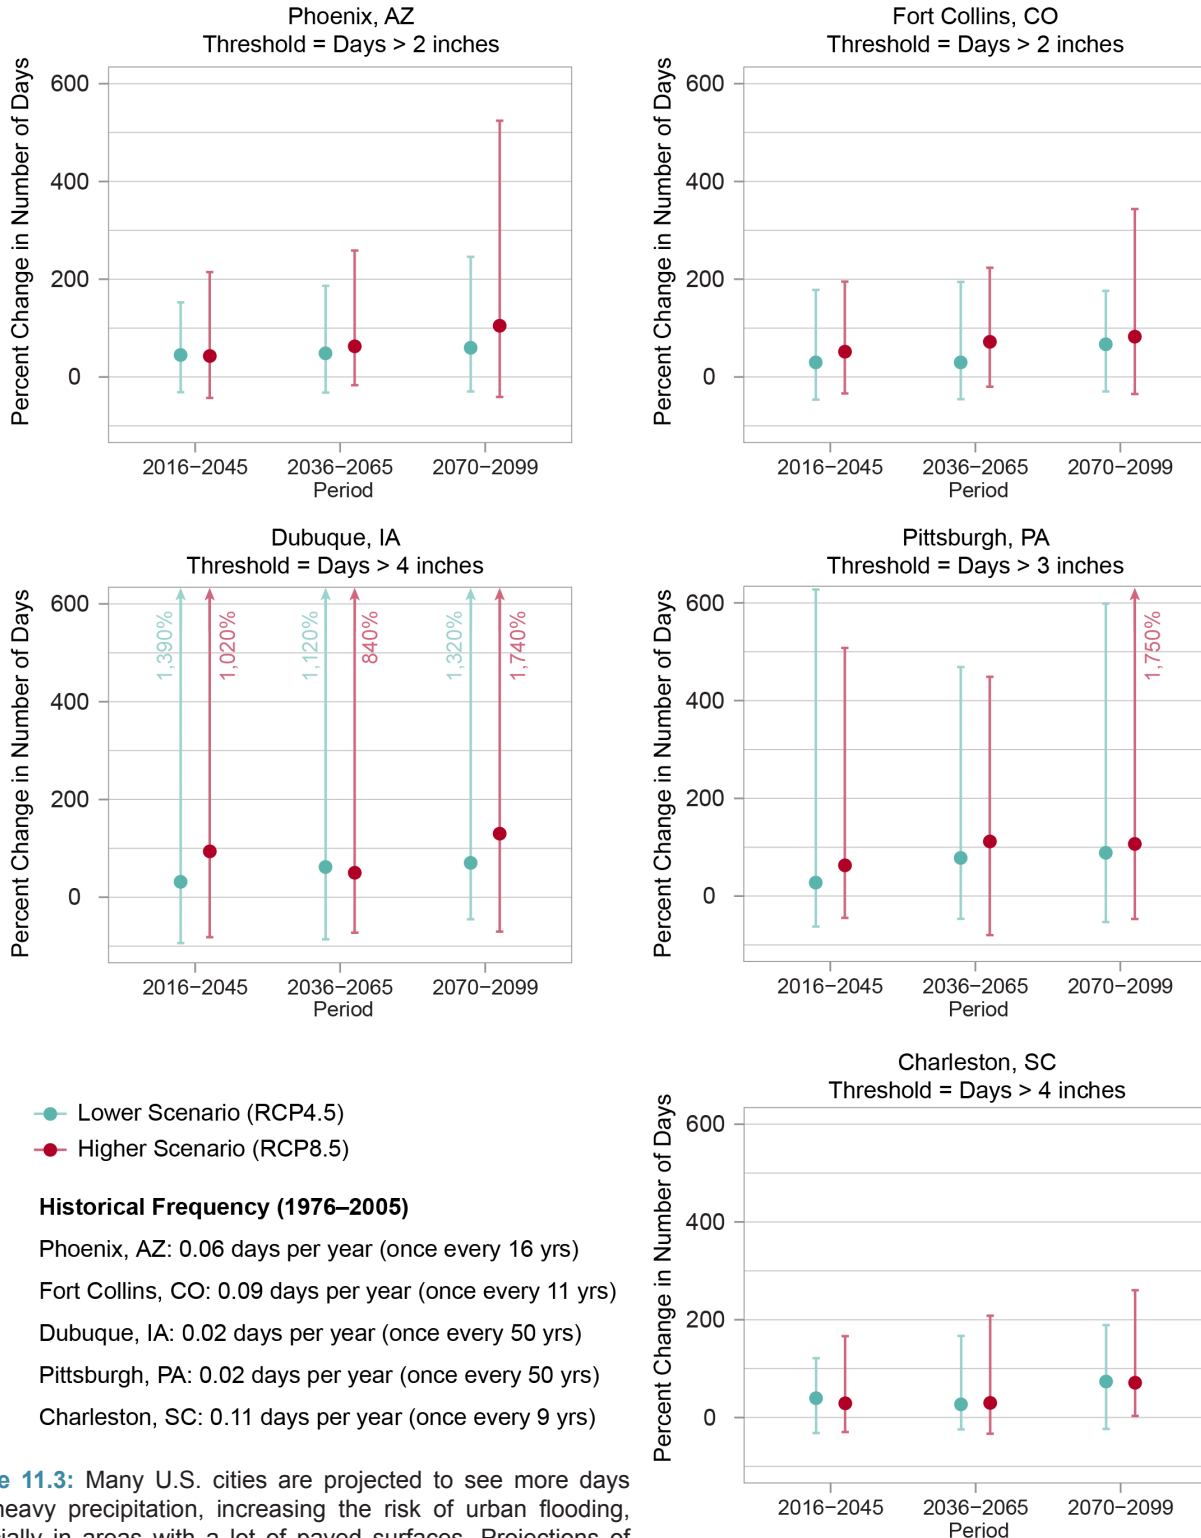 Phoenix, AZ
Threshold = Days > 2 inches
Percent Change in Number of Days
600
400
200
0
2016–2045
2036–2065
2070–2099
Period
Fort Collins, CO
Threshold = Days > 2 inches
Percent Change in Number of Days
600
400
200
0
2016–2045
2036–2065
2070–2099
Period
Dubuque, IA
Threshold = Days > 4 inches
Percent Change in Number of Days
600
400
200
0
1,390%
1,020%
1,120%
840%
1,320%
1,740%
2016–2045
2036–2065
2070–2099
Period
Pittsburgh, PA
Threshold = Days > 3 inches
Percent Change in Number of Days
600
400
200
0
1,750%
2016–2045
2036–2065
2070–2099
Period
Lower Scenario (RCP4.5)
Higher Scenario (RCP8.5)
Historical Frequency (1976–2005)
Phoenix, AZ: 0.06 days per year (once every 16 yrs)
Fort Collins, CO: 0.09 days per year (once every 11 yrs)
Dubuque, IA: 0.02 days per year (once every 50 yrs)
Pittsburgh, PA: 0.02 days per year (once every 50 yrs)
Charleston, SC: 0.11 days per year (once every 9 yrs)
Charleston, SC
Threshold = Days > 4 inches
Percent Change in Number of Days
600
400
200
0
2016–2045
2036–2065
2070–2099
Period
11.3: Many U.S. cities are projected to see more days
heavy precipitation, increasing the risk of urban flooding,
in areas with a lot of paved surfaces. Projections of